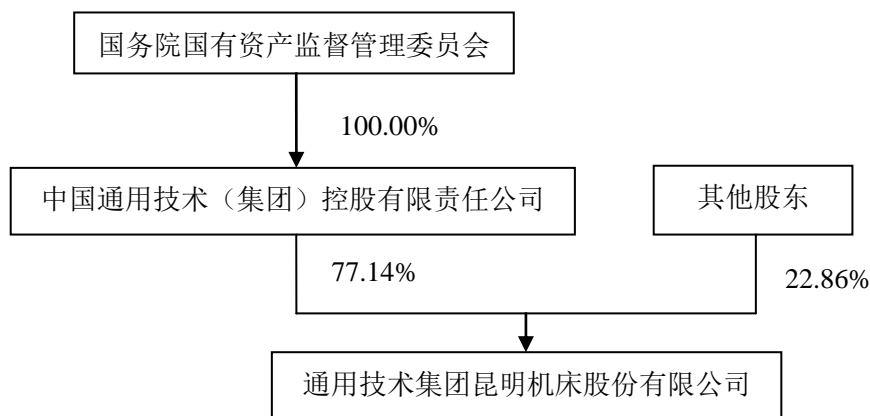 国务院国有资产监督管理委员会
100.00%
中国通用技术（集团）控股有限责任公司
其他股东
77.14%
22.86%
通用技术集团昆明机床股份有限公司